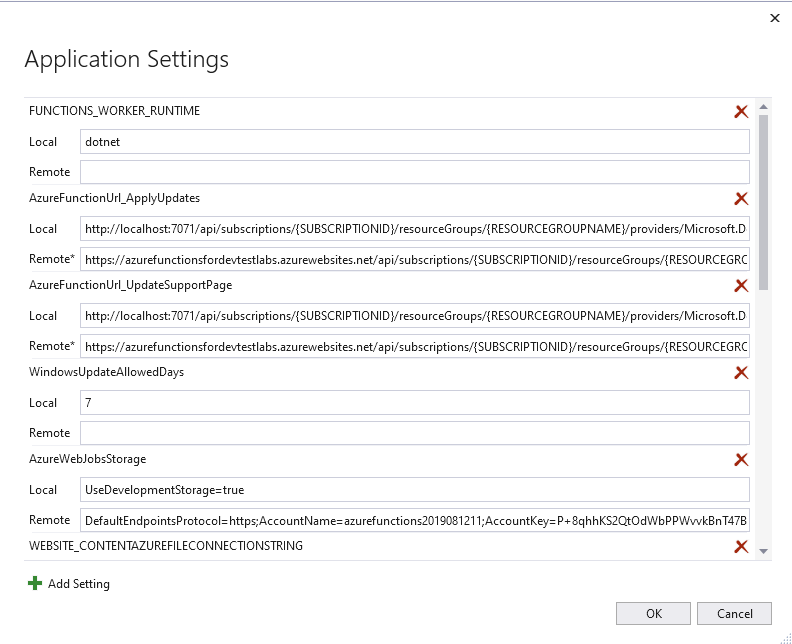 Application Settings
FUNCTIONS_WORKER_RUNTIME
Local dotnet
Remote
AzureFunctionUrl_ApplyUpdates
Local http://localhost:7071/api/subscriptions/{SUBSCRIPTIONID}/resourceGroups/{RESOURCEGROUPNAME}/providers/Microsoft.D
Remote* https://azurefunctionsfordevtestlabs.azurewebsites.net/api/subscriptions/{SUBSCRIPTIONID}/resourceGroups/{RESOURCEGRC
AzureFunctionUrl_UpdateSupportPage
Local http://localhost:7071/api/subscriptions/{SUBSCRIPTIONID}/resourceGroups/{RESOURCEGROUPNAME}/providers/Microsoft.D
Remote* https://azurefunctionsfordevtestlabs.azurewebsites.net/api/subscriptions/{SUBSCRIPTIONID}/resourceGroups/{RESOURCEGRC
WindowsUpdateAllowedDays
Local 7
Remote
AzureWebJobsStorage
Local UseDevelopmentStorage=true
Remote DefaultEndpointsProtocol=https;AccountName=azurefunctions2019081211;AccountKey=P+8qhhKS2QtOdWbPPWvvkBnT47B
WEBSITE_CONTENTAZUREFILECONNECTIONSTRING
Add Setting
OK Cancel